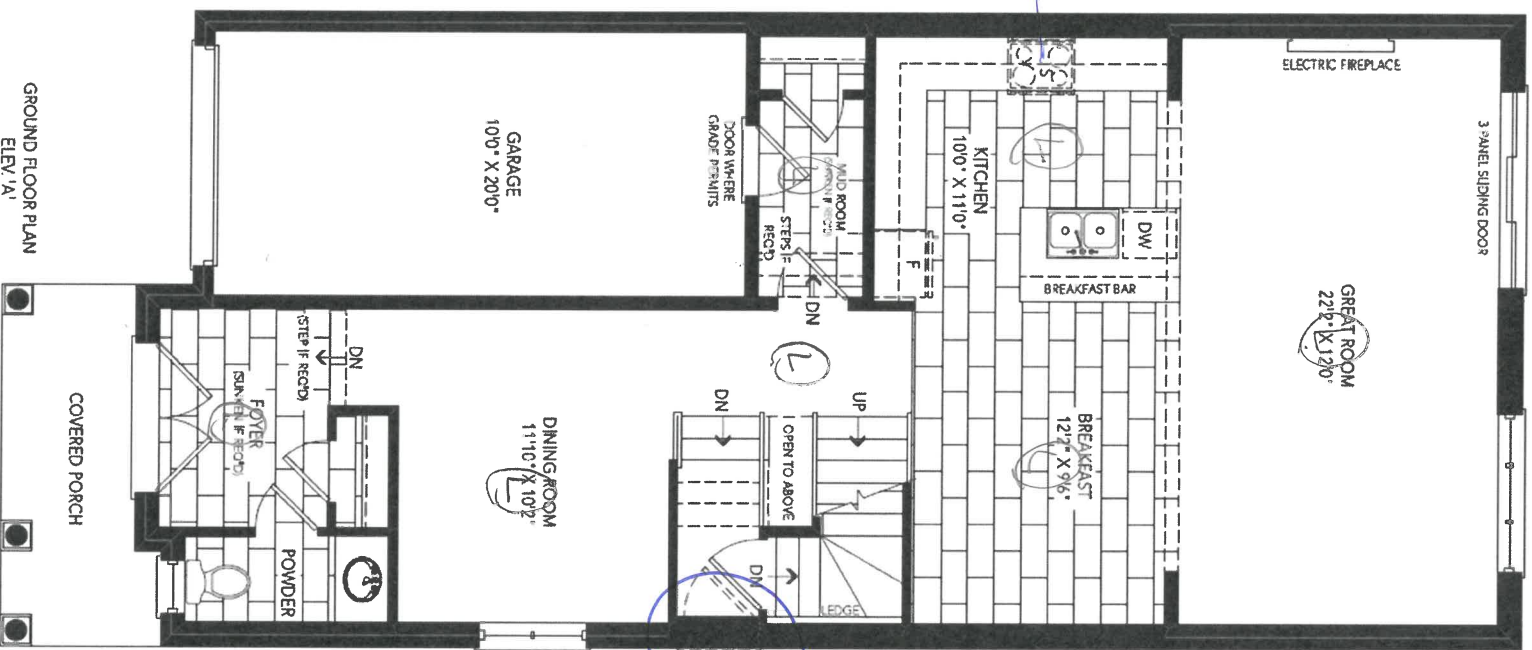 GROUND FLOOR PLAN
ELEV. 'A'
COVERED PORCH
GARAGE
10'0" X 20'0"
DOOR WHERE
GRADE PERMITS
MUD ROOM
STEPS IF
REQ'D
DN
KITCHEN
10'0" X 11'0"
F
DW
BREAKFAST BAR
ELECTRIC FIREPLACE
3 PANEL SLIDING DOOR
GREAT ROOM
22'2" X 12'0"
L
BREAKFAST
12'2" X 9'6"
L
DN
(STEP IF REQ'D)
FOYER
(SUNKEN IF REQ'D)
POWDER
DINING ROOM
11'10" X 10'2"
L
DN
OPEN TO ABOVE
UP
DN
LEDGE